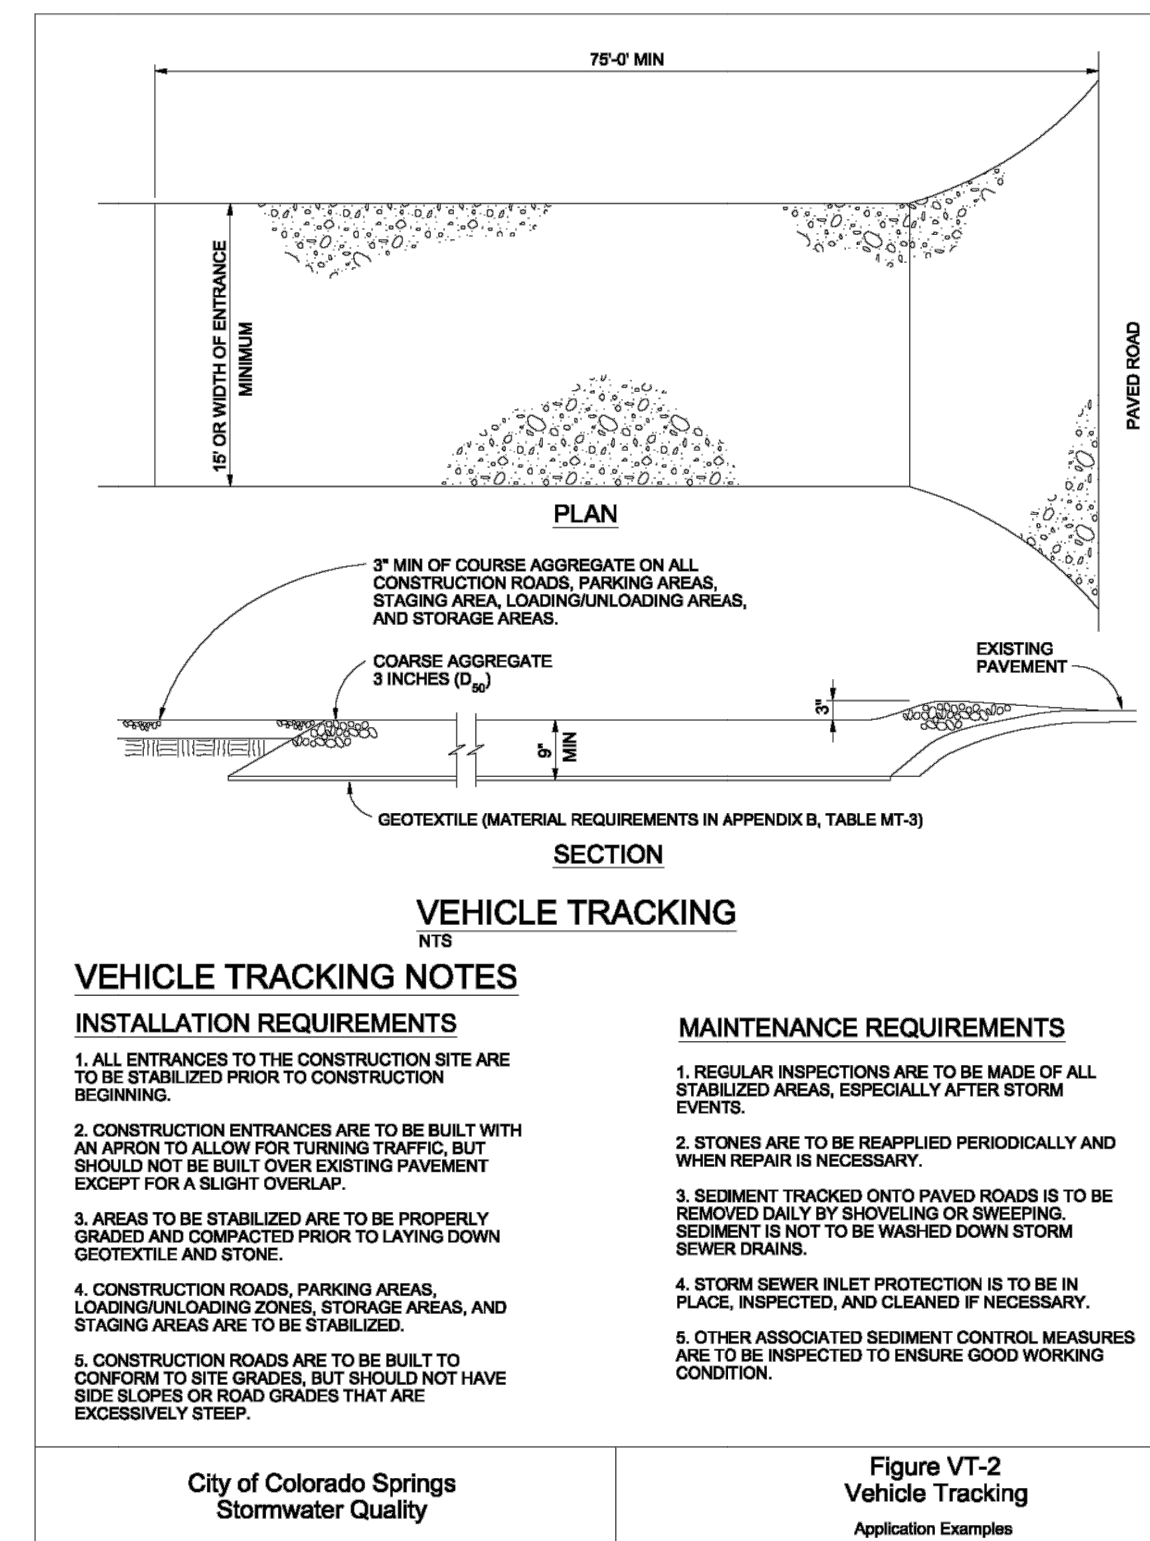 75'-0' MIN
15' OR WIDTH OF ENTRANCE
MINIMUM
PAVED ROAD
PLAN
3" MIN OF COURSE AGGREGATE ON ALL
CONSTRUCTION ROADS, PARKING AREAS,
STAGING AREA, LOADING/UNLOADING AREAS,
AND STORAGE AREAS.
COARSE AGGREGATE
3 INCHES (D50)
EXISTING
PAVEMENT
3"
9"
MIN
GEOTEXTILE (MATERIAL REQUIREMENTS IN APPENDIX B, TABLE MT-3)
SECTION
VEHICLE TRACKING
NTS
VEHICLE TRACKING NOTES
INSTALLATION REQUIREMENTS
1. ALL ENTRANCES TO THE CONSTRUCTION SITE ARE
TO BE STABILIZED PRIOR TO CONSTRUCTION
BEGINNING.
2. CONSTRUCTION ENTRANCES ARE TO BE BUILT WITH
AN APRON TO ALLOW FOR TURNING TRAFFIC, BUT
SHOULD NOT BE BUILT OVER EXISTING PAVEMENT
EXCEPT FOR A SLIGHT OVERLAP.
3. AREAS TO BE STABILIZED ARE TO BE PROPERLY
GRADED AND COMPACTED PRIOR TO LAYING DOWN
GEOTEXTILE AND STONE.
4. CONSTRUCTION ROADS, PARKING AREAS,
LOADING/UNLOADING ZONES, STORAGE AREAS, AND
STAGING AREAS ARE TO BE STABILIZED.
5. CONSTRUCTION ROADS ARE TO BE BUILT TO
CONFORM TO SITE GRADES, BUT SHOULD NOT HAVE
SIDE SLOPES OR ROAD GRADES THAT ARE
EXCESSIVELY STEEP.
MAINTENANCE REQUIREMENTS
1. REGULAR INSPECTIONS ARE TO BE MADE OF ALL
STABILIZED AREAS, ESPECIALLY AFTER STORM
EVENTS.
2. STONES ARE TO BE REAPPLIED PERIODICALLY AND
WHEN REPAIR IS NECESSARY.
3. SEDIMENT TRACKED ONTO PAVED ROADS IS TO BE
REMOVED DAILY BY SHOVELING OR SWEEPING.
SEDIMENT IS NOT TO BE WASHED DOWN STORM
SEWER DRAINS.
4. STORM SEWER INLET PROTECTION IS TO BE IN
PLACE, INSPECTED, AND CLEANED IF NECESSARY.
5. OTHER ASSOCIATED SEDIMENT CONTROL MEASURES
ARE TO BE INSPECTED TO ENSURE GOOD WORKING
CONDITION.
City of Colorado Springs
Stormwater Quality
Figure VT-2
Vehicle Tracking
Application Examples